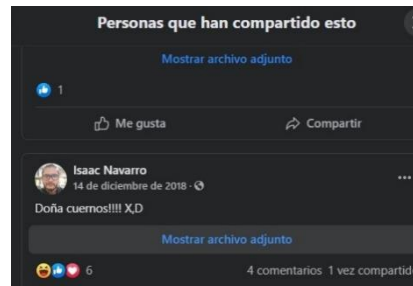 Personas que han compartido esto
Mostrar archivo adjunto
1
Me gusta Compartir
Isaac Navarro
14 de diciembre de 2018 ·
Doña cuernos!!!! X,D
Mostrar archivo adjunto
6 4 comentarios 1 vez compartido